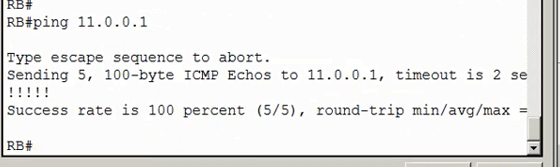 RB#
RB#ping 11.0.0.1
Type escape sequence to abort.
Sending 5, 100-byte ICMP Echos to 11.0.0.1, timeout is 2 se
!!!!!
Success rate is 100 percent (5/5), round-trip min/avg/max =
RB#